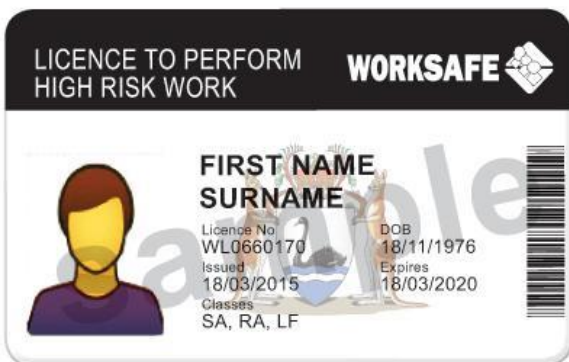 LICENCE TO PERFORM
HIGH RISK WORK
WORKSAFE
FIRST NAME
SURNAME
Licence No
WL0660170
DOB
18/11/1976
Issued
18/03/2015
Expires
18/03/2020
Classes
SA, RA, LF
sample